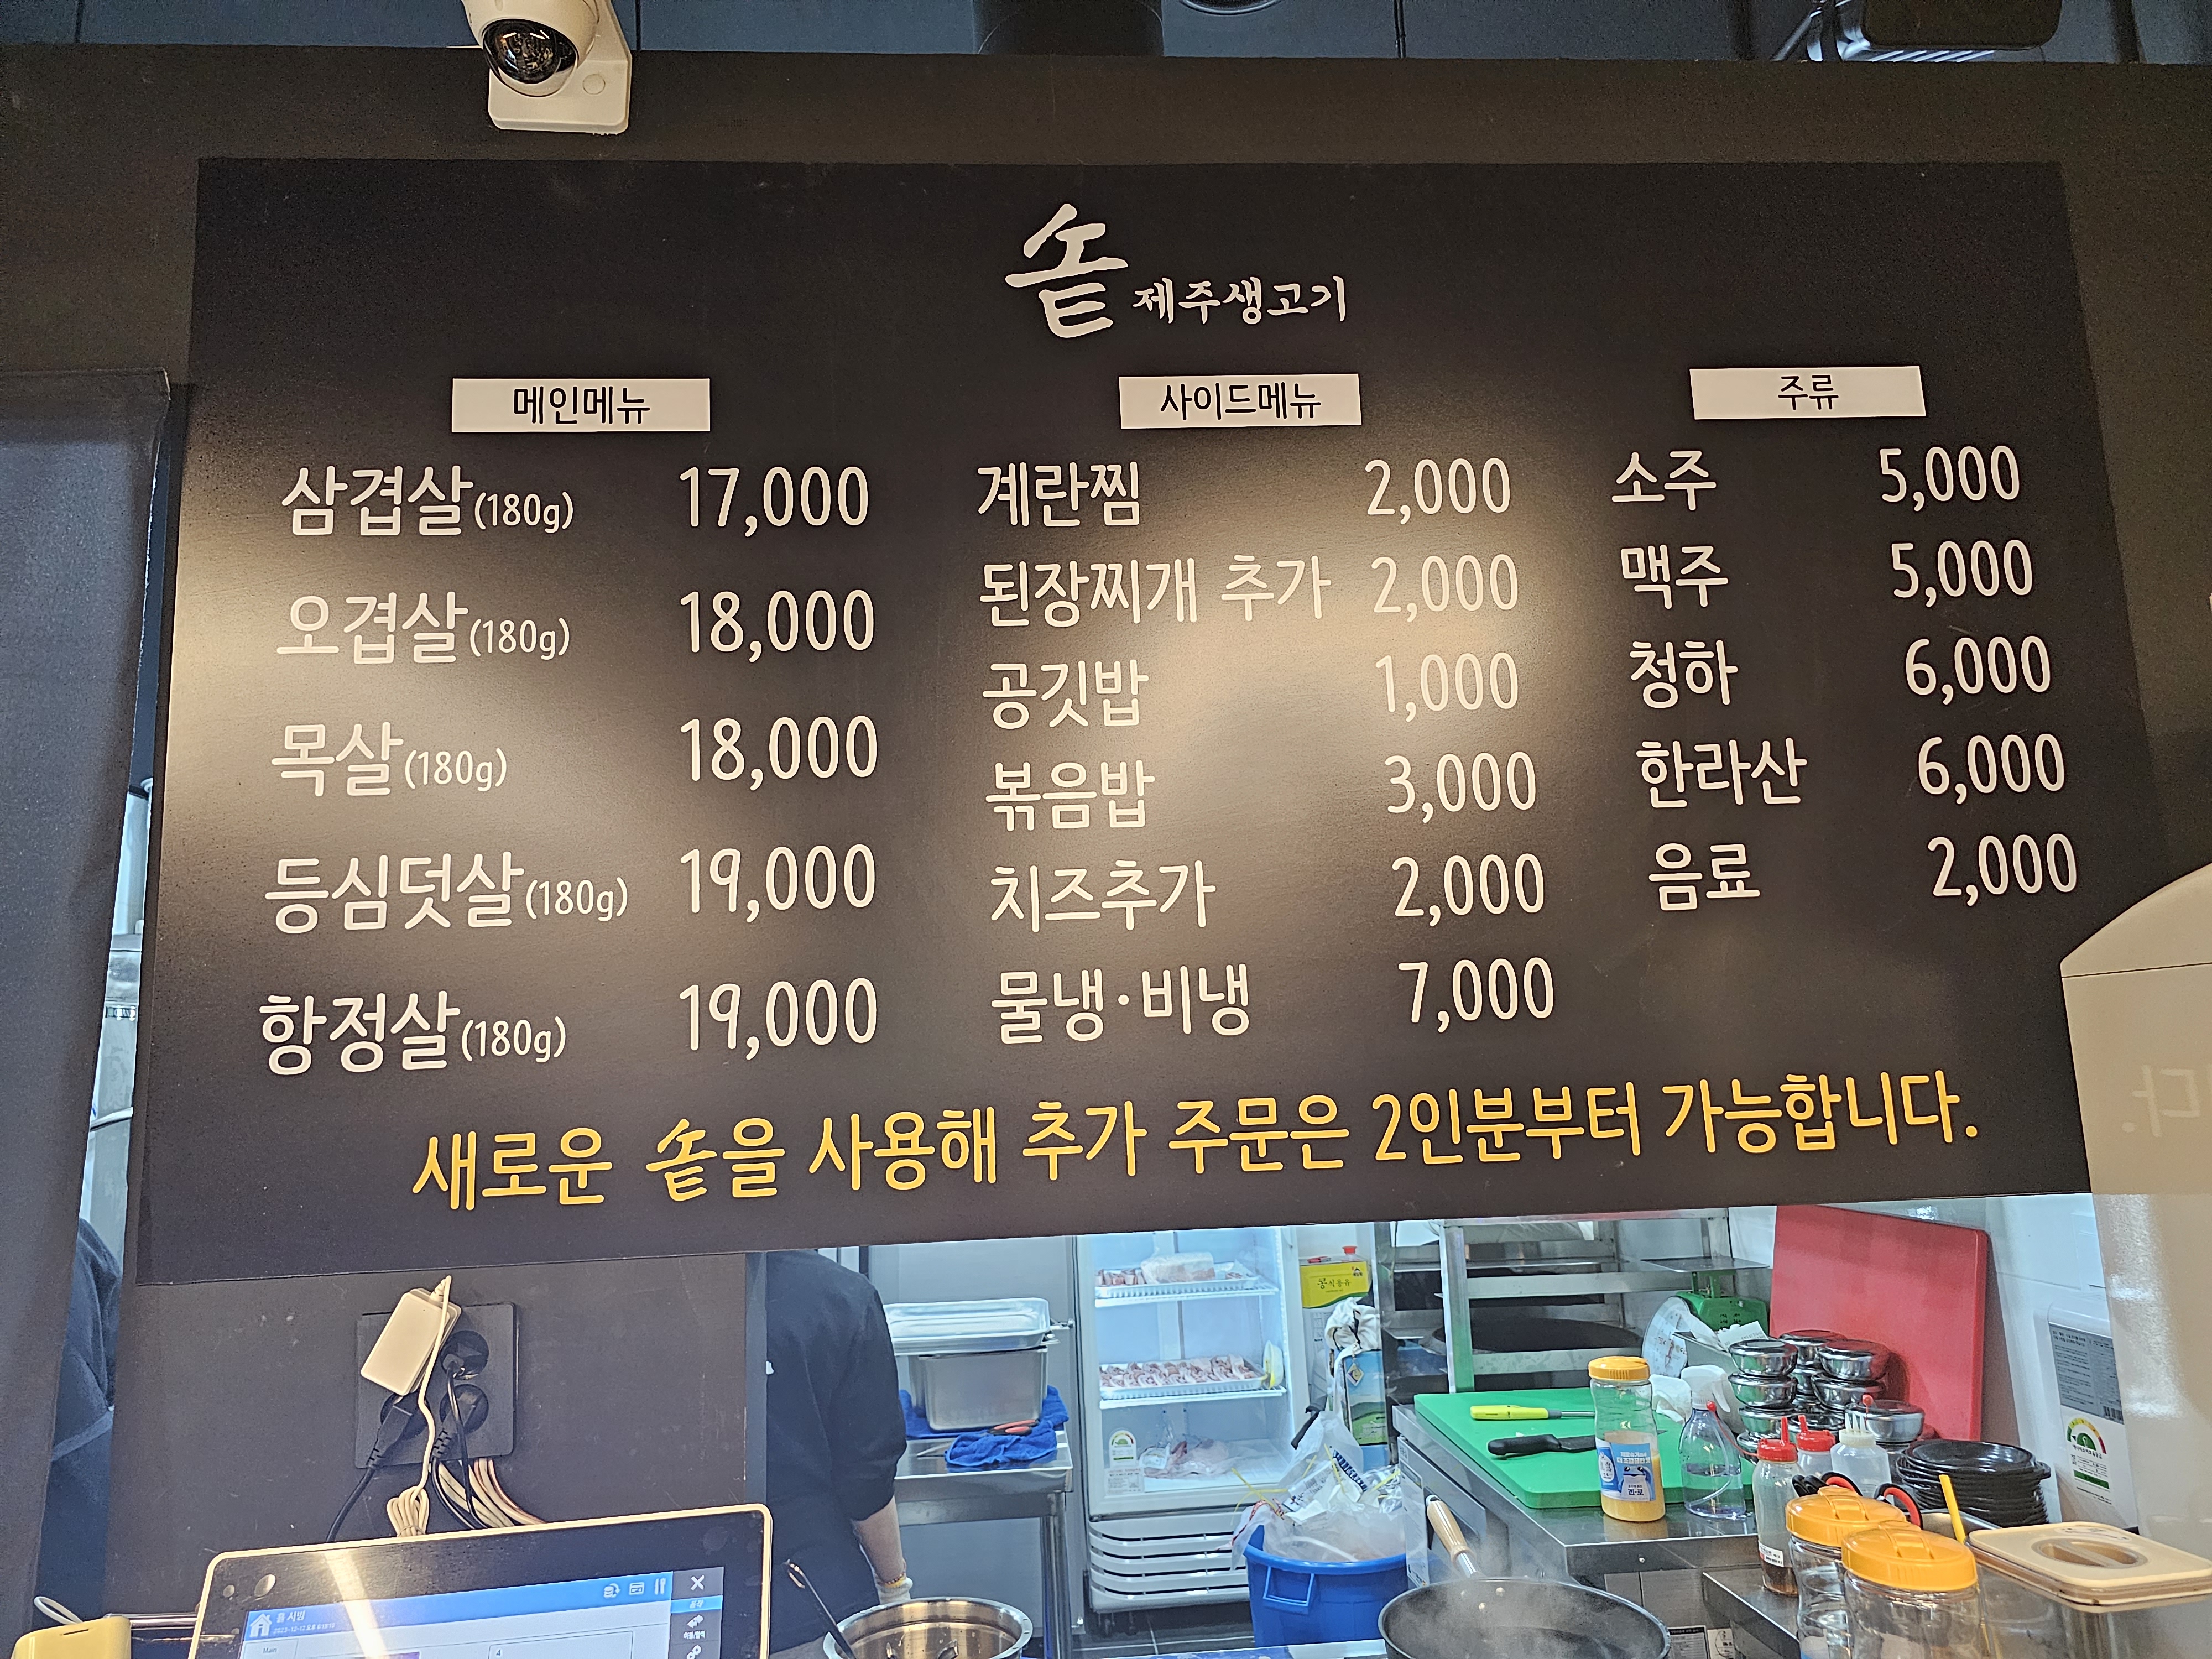 솥 제주생고기
메인메뉴
삼겹살(180g) 17,000
오겹살(180g) 18,000
목살(180g) 18,000
등심덧살(180g) 19,000
항정살(180g) 19,000
사이드메뉴
계란찜 2,000
된장찌개 추가 2,000
공깃밥 1,000
볶음밥 3,000
치즈추가 2,000
물냉·비냉 7,000
주류
소주 5,000
맥주 5,000
청하 6,000
한라산 6,000
음료 2,000
새로운 솥을 사용해 추가 주문은 2인분부터 가능합니다.
Main
4